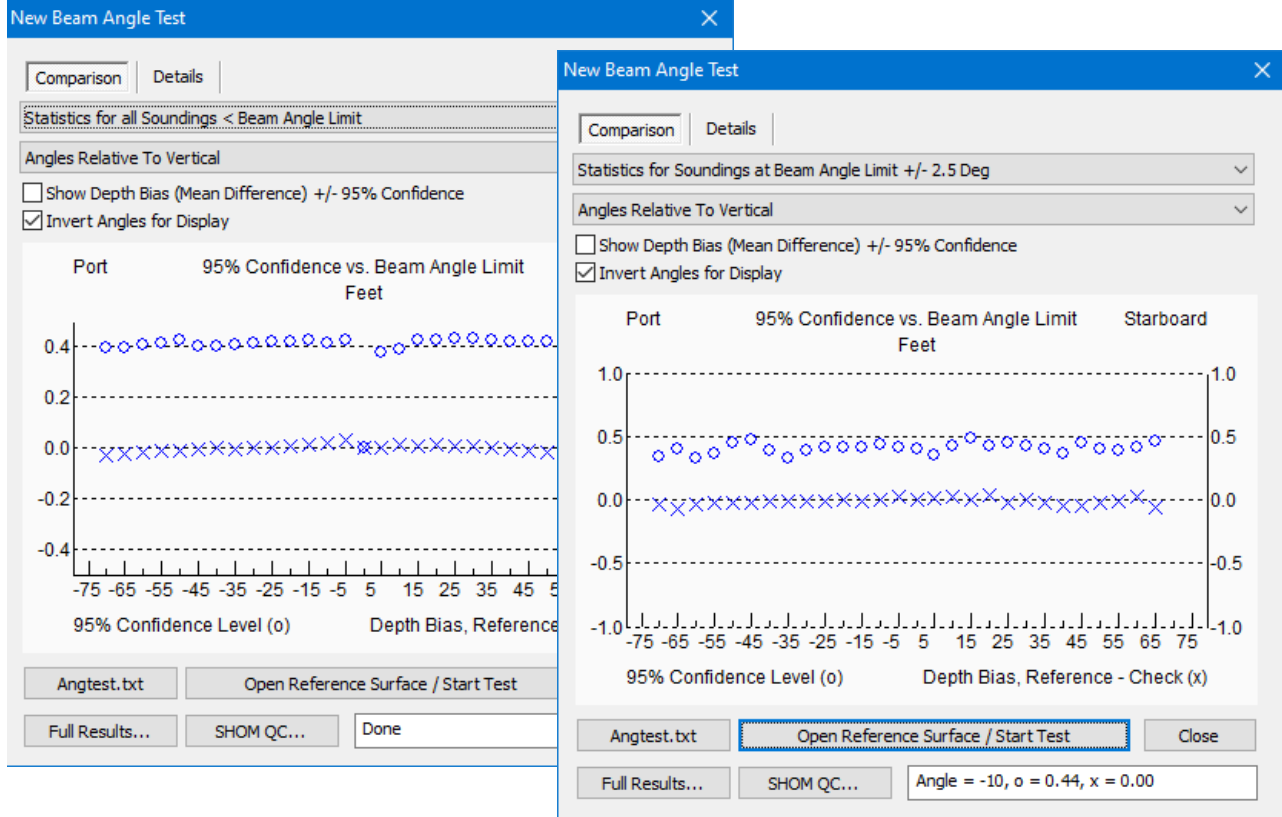 New Beam Angle Test
Comparison Details
Statistics for all Soundings < Beam Angle Limit
Angles Relative To Vertical
Show Depth Bias (Mean Difference) +/- 95% Confidence
Invert Angles for Display
Port 95% Confidence vs. Beam Angle Limit
Feet
0.4
0.2
0.0
-0.2
-0.4
-75 -65 -55 -45 -35 -25 -15 -5 5 15 25 35 45
95% Confidence Level (o) Depth Bias, Reference
Angtest.txt Open Reference Surface / Start Test
Full Results... SHOM QC... Done
New Beam Angle Test
Comparison Details
Statistics for Soundings at Beam Angle Limit +/- 2.5 Deg
Angles Relative To Vertical
Show Depth Bias (Mean Difference) +/- 95% Confidence
Invert Angles for Display
Port 95% Confidence vs. Beam Angle Limit Starboard
Feet
1.0 1.0
0.5 0.5
0.0 0.0
-0.5 -0.5
-1.0 -1.0
-75 -65 -55 -45 -35 -25 -15 -5 5 15 25 35 45 55 65 75
95% Confidence Level (o) Depth Bias, Reference - Check (x)
Angtest.txt Open Reference Surface / Start Test Close
Full Results... SHOM QC... Angle = -10, o = 0.44, x = 0.00